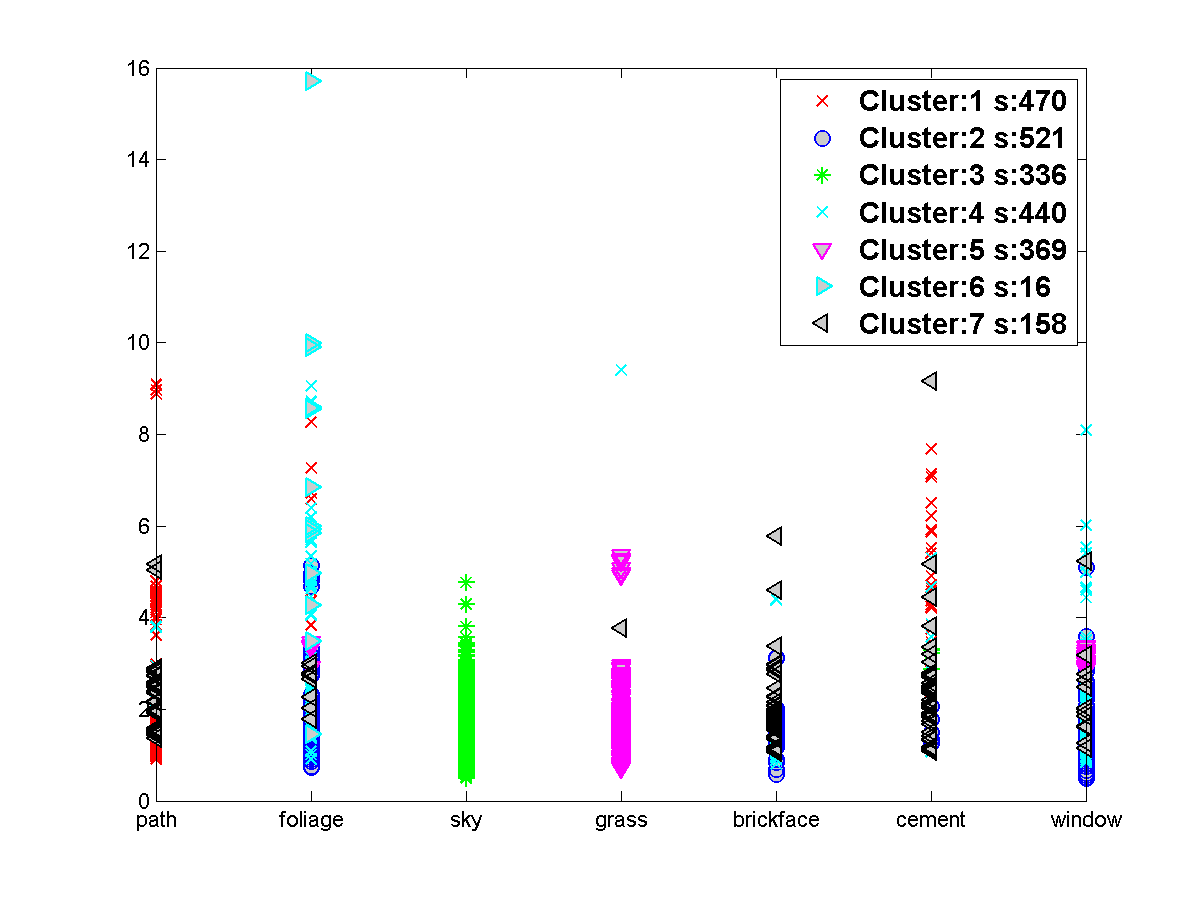 16
14
12
10
8
6
4
2
0
path foliage sky grass brickface cement window
Cluster:1 s:470
Cluster:2 s:521
Cluster:3 s:336
Cluster:4 s:440
Cluster:5 s:369
Cluster:6 s:16
Cluster:7 s:158